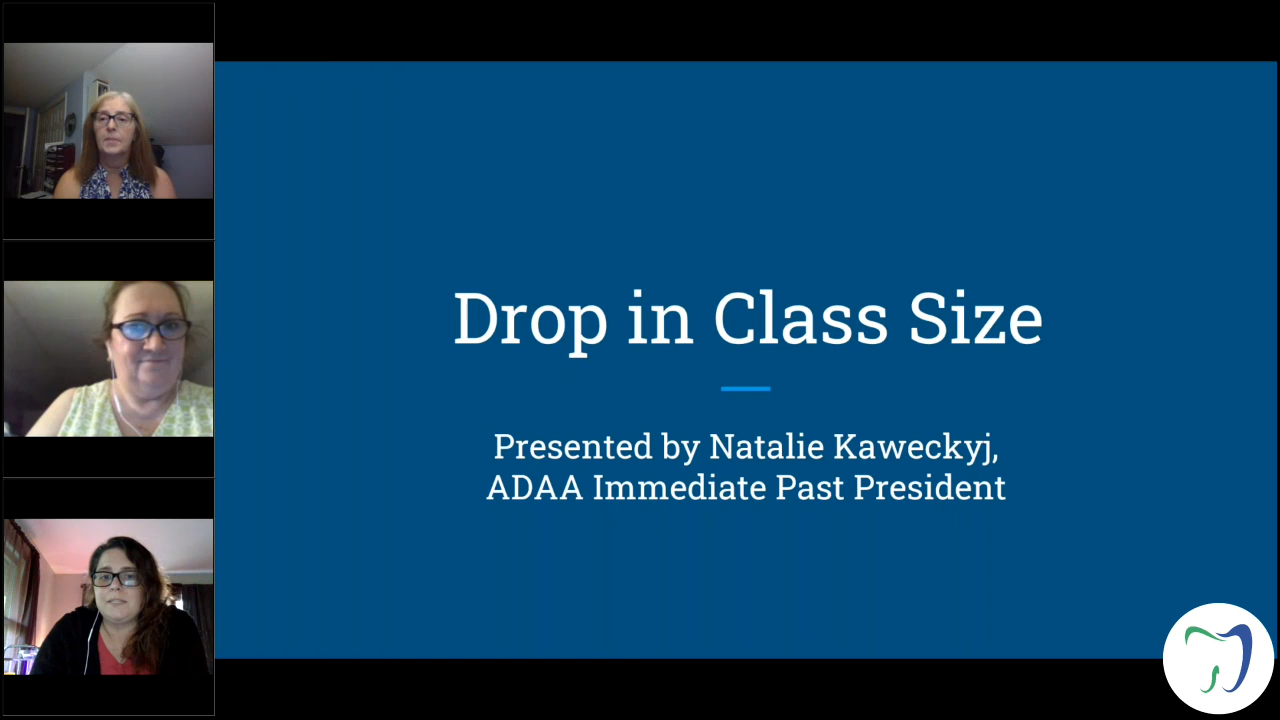 Drop in Class Size
Presented by Natalie Kaweckyj,
ADAA Immediate Past President